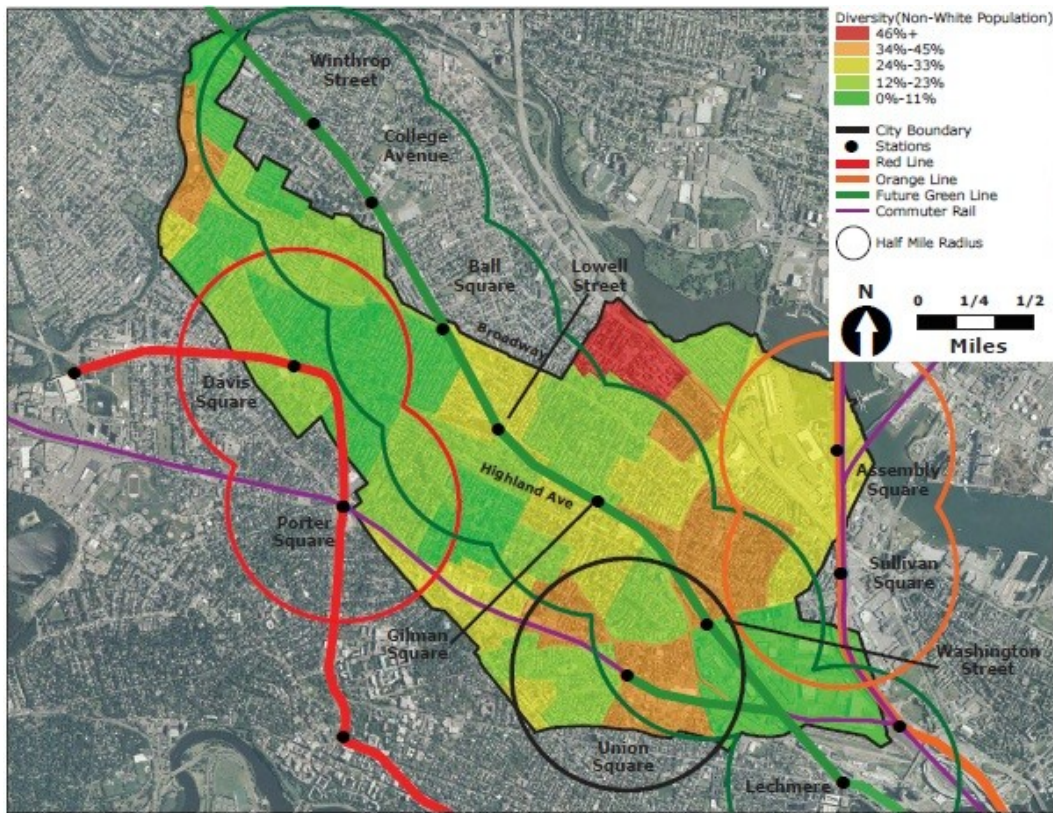 Diversity(Non-White Population)
46%+
34%-45%
24%-33%
12%-23%
0%-11%
City Boundary
Stations
Red Line
Orange Line
Future Green Line
Commuter Rail
Half Mile Radius
N
0 1/4 1/2
Miles
Winthrop
Street
College
Avenue
Ball
Square
Lowell
Street
Broadway
Davis
Square
Highland Ave
Assembly
Square
Porter
Square
Sullivan
Square
Gilman
Square
Washington
Street
Union
Square
Lechmere